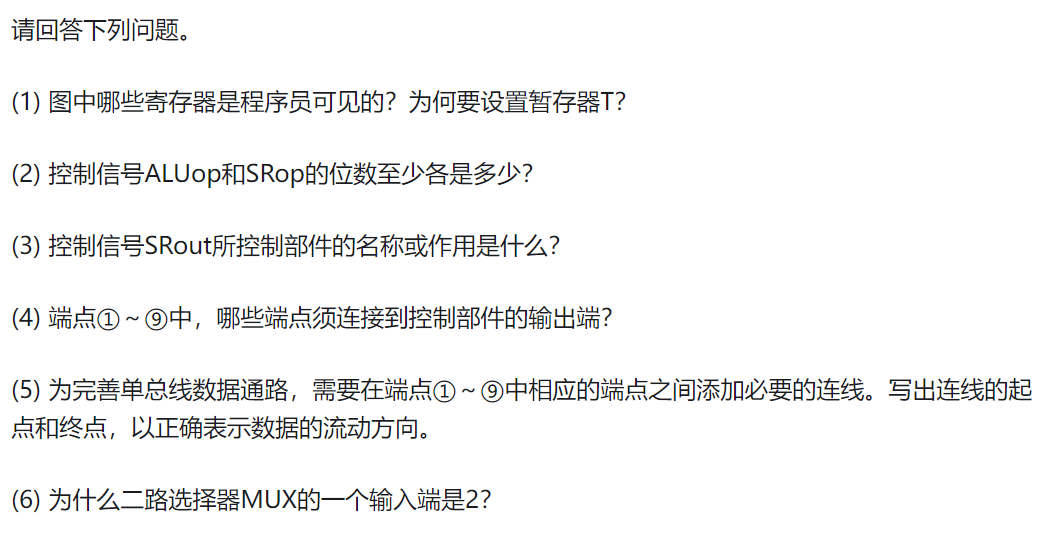 请回答下列问题。
(1) 图中哪些寄存器是程序员可见的？为何要设置暂存器T？
(2) 控制信号ALUop和SRop的位数至少各是多少？
(3) 控制信号SRout所控制部件的名称或作用是什么？
(4) 端点①～⑨中，哪些端点须连接到控制部件的输出端？
(5) 为完善单总线数据通路，需要在端点①～⑨中相应的端点之间添加必要的连线。写出连线的起
点和终点，以正确表示数据的流动方向。
(6) 为什么二路选择器MUX的一个输入端是2？